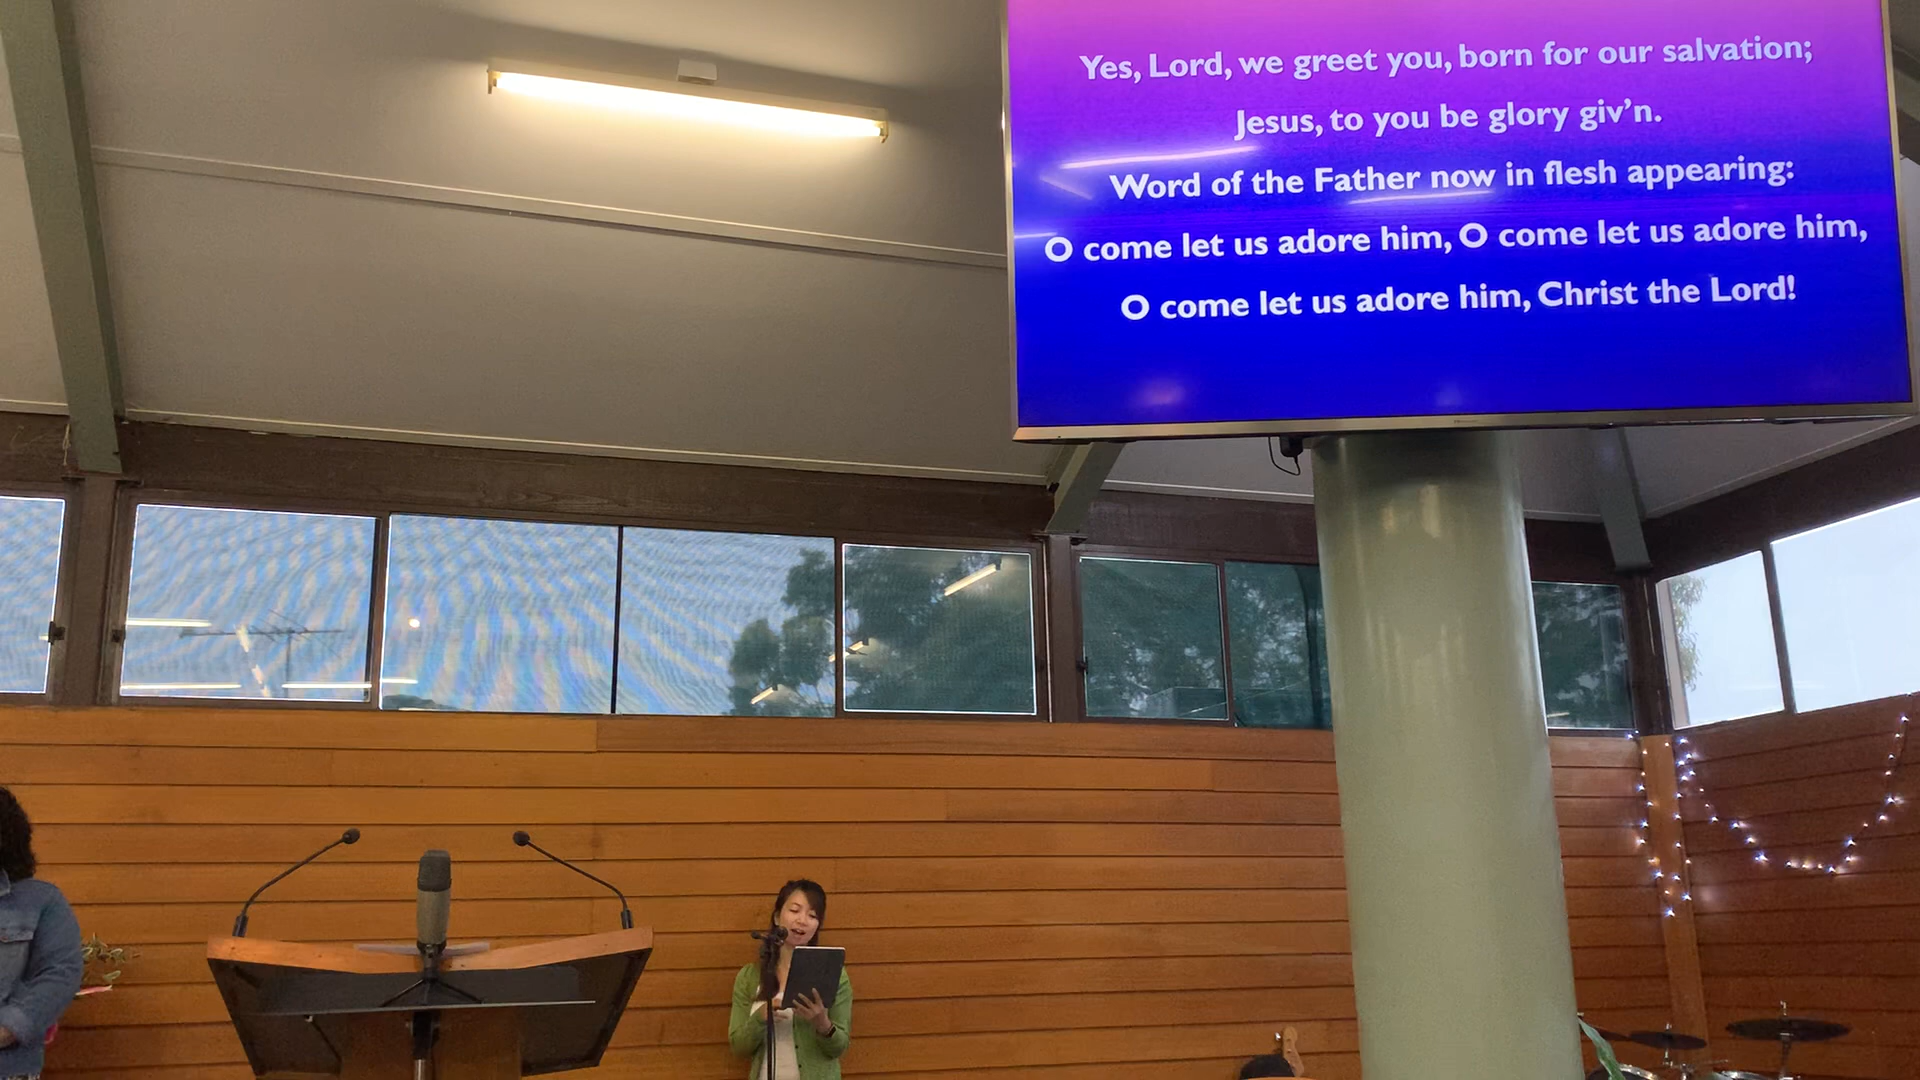 Yes, Lord, we greet you, born for our salvation;
Jesus, to you be glory giv’n.
Word of the Father now in flesh appearing:
O come let us adore him, O come let us adore him,
O come let us adore him, Christ the Lord!